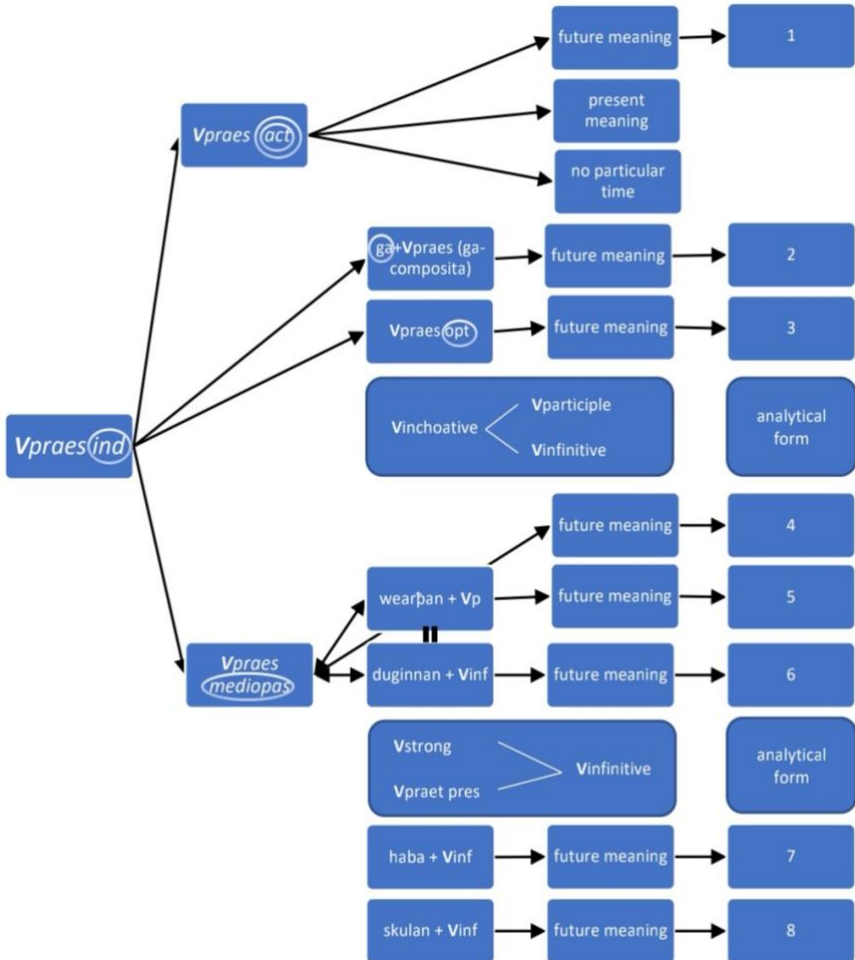 future meaning
1
Vpraes act
present
meaning
no particular
time
ga+Vpraes (ga-
composita)
future meaning
2
Vpraes opt
future meaning
3
Vinchoative
Vparticiple
Vinfinitive
analytical
form
Vpraes ind
future meaning
4
wearþan + Vp
future meaning
5
Vpraes
mediopas
duginnan + Vinf
future meaning
6
Vstrong
Vpraet pres
Vinfinitive
analytical
form
haba + Vinf
future meaning
7
skulan + Vinf
future meaning
8